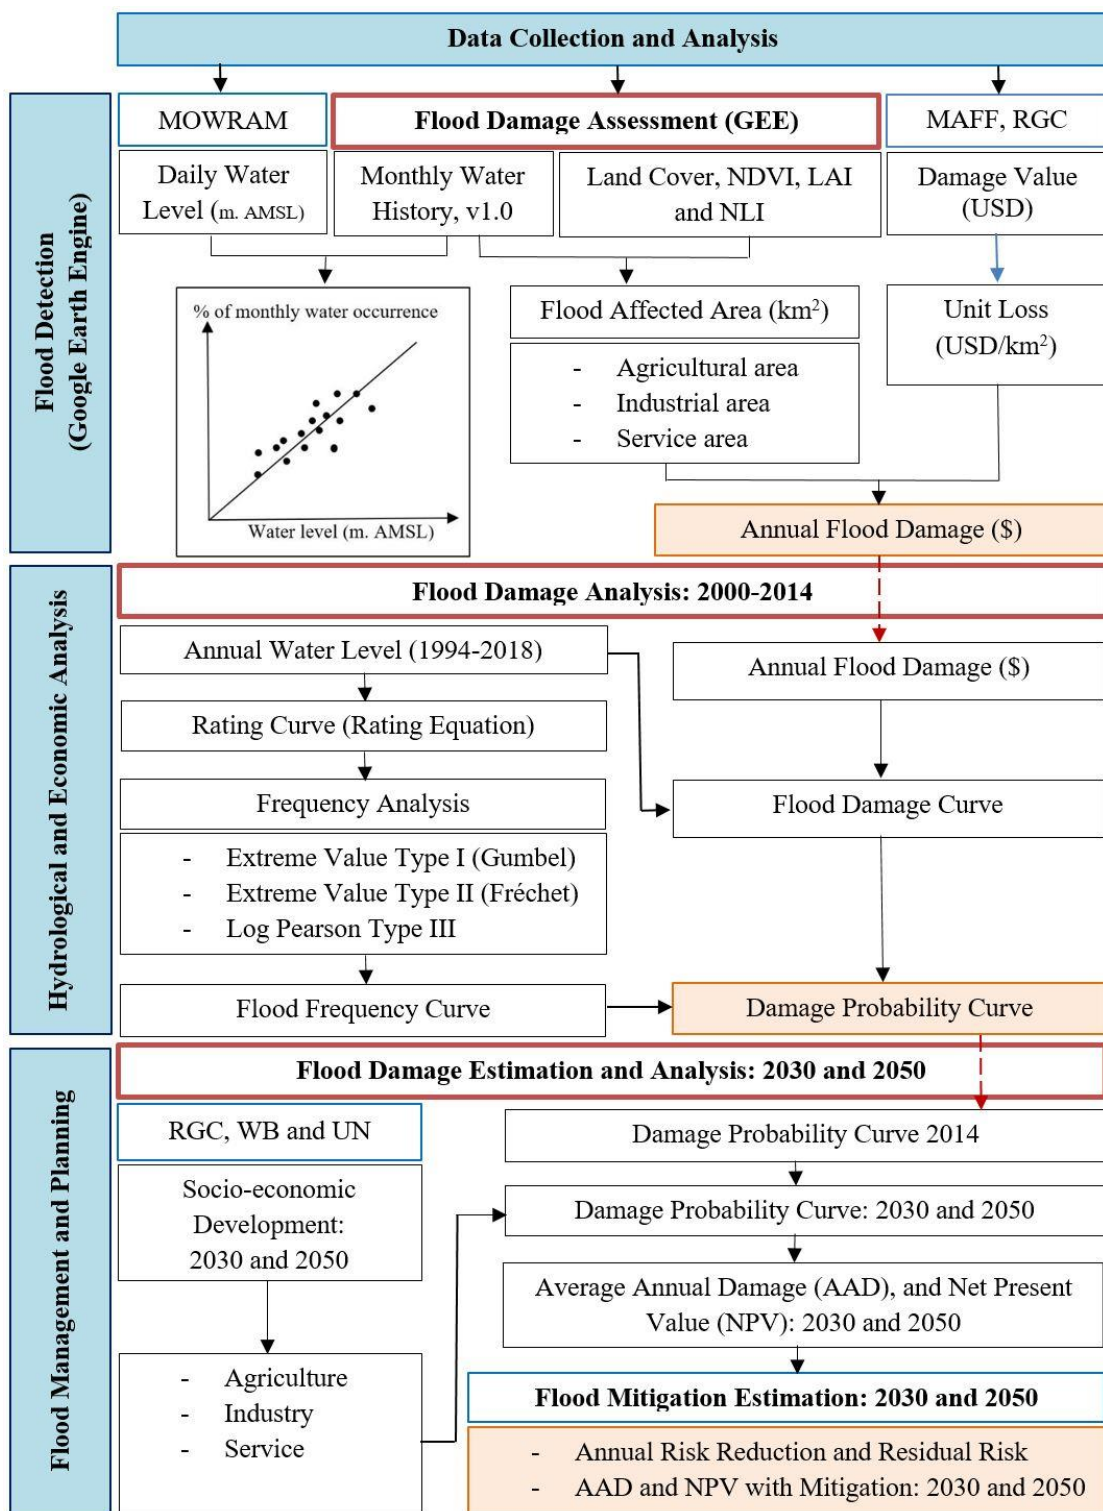 Data Collection and Analysis
Flood Detection
(Google Earth Engine)
MOWRAM
Flood Damage Assessment (GEE)
MAFF, RGC
Daily Water
Level (m. AMSL)
Monthly Water
History, v1.0
Land Cover, NDVI, LAI
and NLI
Damage Value
(USD)
% of monthly water occurrence
Water level (m. AMSL)
Flood Affected Area (km²)
- Agricultural area
- Industrial area
- Service area
Unit Loss
(USD/km²)
Annual Flood Damage ($)
Hydrological and Economic Analysis
Flood Damage Analysis: 2000-2014
Annual Water Level (1994-2018)
Annual Flood Damage ($)
Rating Curve (Rating Equation)
Frequency Analysis
Flood Damage Curve
- Extreme Value Type I (Gumbel)
- Extreme Value Type II (Fréchet)
- Log Pearson Type III
Flood Frequency Curve
Damage Probability Curve
Flood Management and Planning
Flood Damage Estimation and Analysis: 2030 and 2050
RGC, WB and UN
Damage Probability Curve 2014
Socio-economic
Development:
2030 and 2050
Damage Probability Curve: 2030 and 2050
Average Annual Damage (AAD), and Net Present
Value (NPV): 2030 and 2050
- Agriculture
- Industry
- Service
Flood Mitigation Estimation: 2030 and 2050
- Annual Risk Reduction and Residual Risk
- AAD and NPV with Mitigation: 2030 and 2050